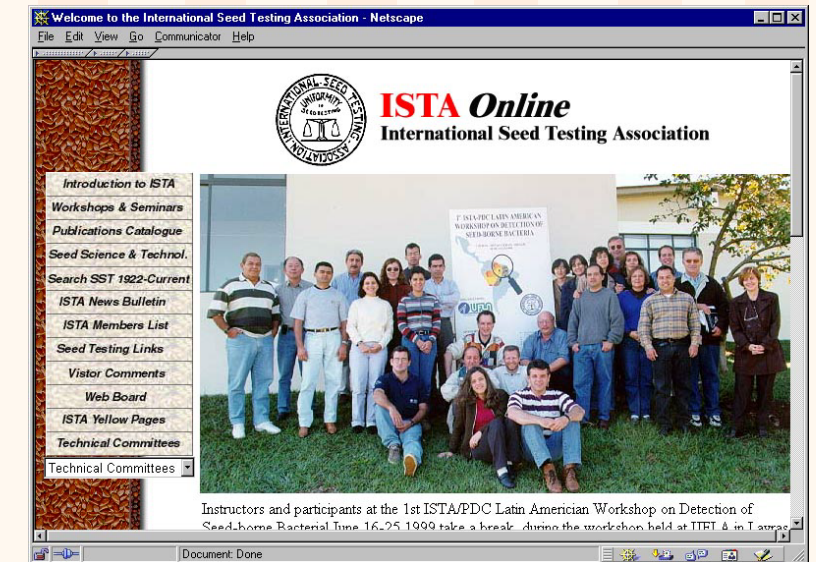 Welcome to the International Seed Testing Association - Netscape
File Edit View Go Communicator Help
INTERNATIONAL-SEED TESTING-ASSOCIATION
UNIFORMITY
IN
SEED TESTING
ISTA Online
International Seed Testing Association
Introduction to ISTA
Workshops & Seminars
Publications Catalogue
Seed Science & Technol.
Search SST 1922-Current
ISTA News Bulletin
ISTA Members List
Seed Testing Links
Vistor Comments
Web Board
ISTA Yellow Pages
Technical Committees
Technical Committees
1º ISTA-PDC LATIN AMERICAN
WORKSHOP ON DETECTION OF
SEED-BORNE BACTERIA
Instructors and participants at the 1st ISTA/PDC Latin Amercian Workshop on Detection of
Seed-borne Bacterial June 16-25 1999 take a break, during the workshop held at UFLA in Lavras
Document: Done